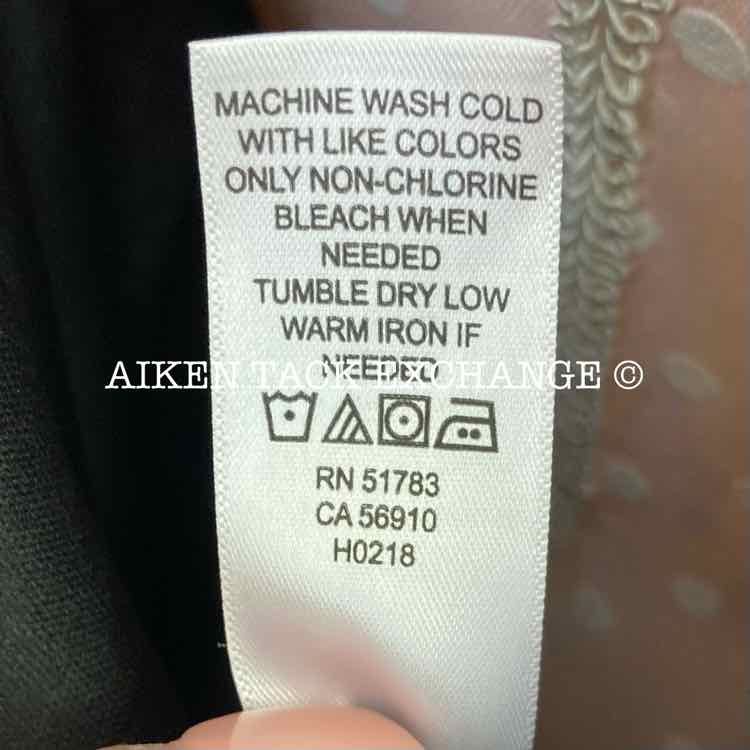 MACHINE WASH COLD
WITH LIKE COLORS
ONLY NON-CHLORINE
BLEACH WHEN
NEEDED
TUMBLE DRY LOW
WARM IRON IF
NEEDED
AIKEN TACK EXCHANGE ©
RN 51783
CA 56910
H0218